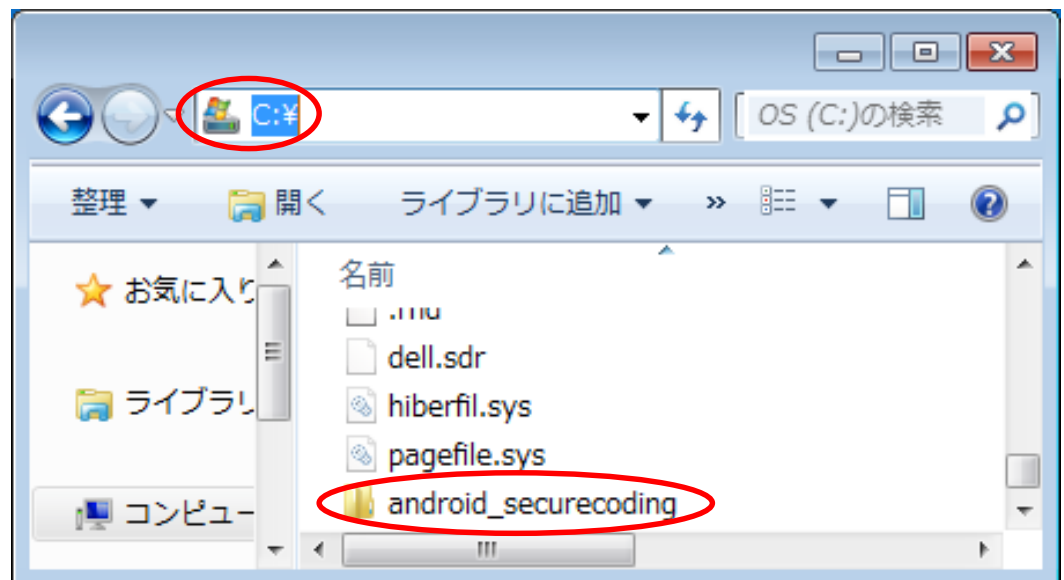 C:¥
OS (C:)の検索
整理
開く
ライブラリに追加
»
お気に入り
ライブラリ
コンピュー
名前
dell.sdr
hiberfil.sys
pagefile.sys
android_securecoding